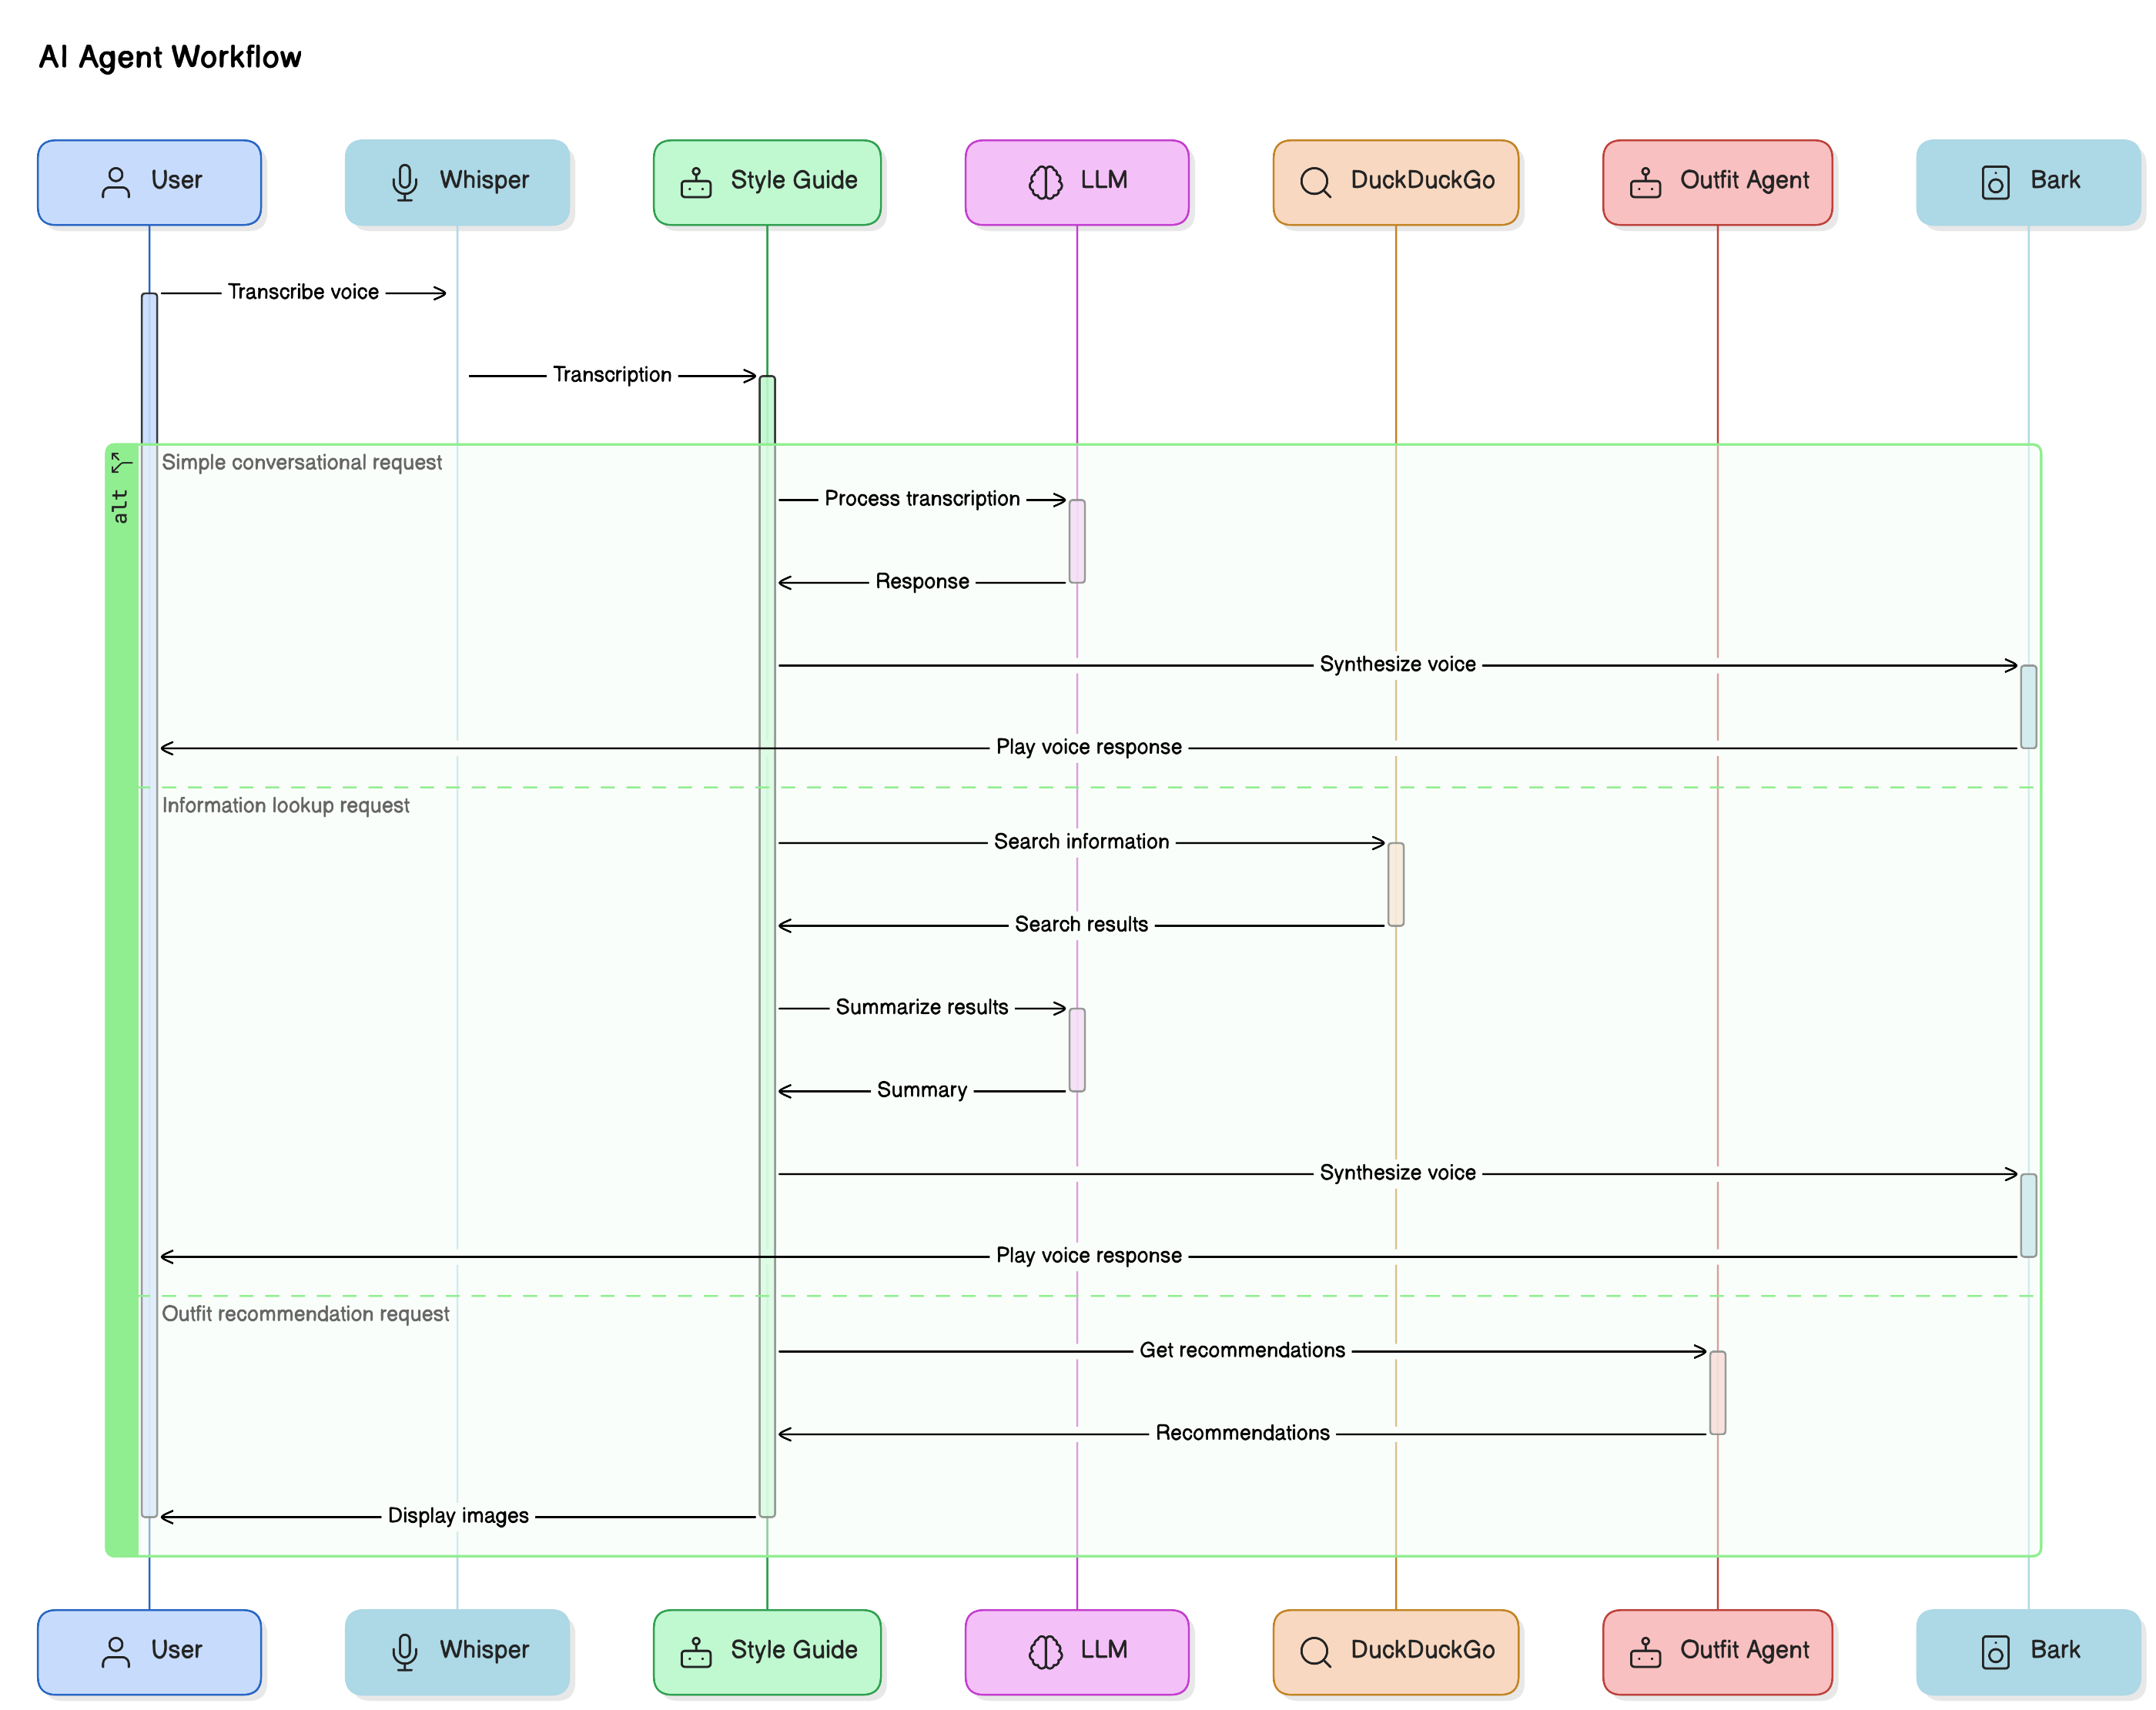 AI Agent Workflow
User
Whisper
Style Guide
LLM
DuckDuckGo
Outfit Agent
Bark
Transcribe voice
Transcription
alt
Simple conversational request
Process transcription
Response
Synthesize voice
Play voice response
Information lookup request
Search information
Search results
Summarize results
Summary
Synthesize voice
Play voice response
Outfit recommendation request
Get recommendations
Recommendations
Display images
User
Whisper
Style Guide
LLM
DuckDuckGo
Outfit Agent
Bark